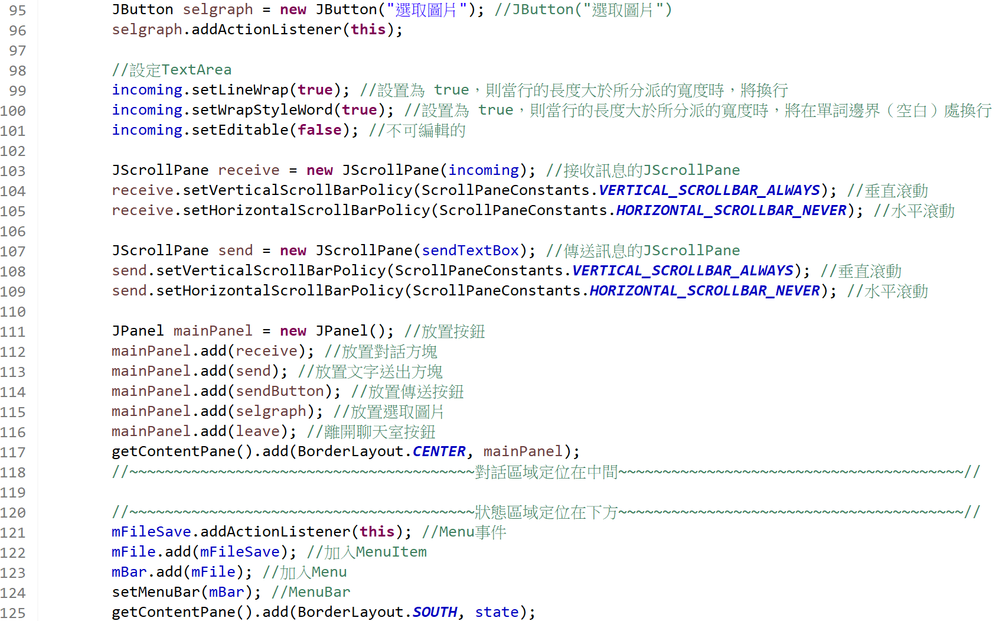 95 JButton selgraph = new JButton("選取圖片"); //JButton("選取圖片")
96 selgraph.addActionListener(this);
97
98 //設定TextArea
99 incoming.setLineWrap(true); //設置為 true，則當行的長度大於所分派的寬度時，將換行
100 incoming.setWrapStyleWord(true); //設置為 true，則當行的長度大於所分派的寬度時，將在單詞邊界（空白）處換行
101 incoming.setEditable(false); //不可編輯的
102
103 JScrollPane receive = new JScrollPane(incoming); //接收訊息的JScrollPane
104 receive.setVerticalScrollBarPolicy(ScrollPaneConstants.VERTICAL_SCROLLBAR_ALWAYS); //垂直滾動
105 receive.setHorizontalScrollBarPolicy(ScrollPaneConstants.HORIZONTAL_SCROLLBAR_NEVER); //水平滾動
106
107 JScrollPane send = new JScrollPane(sendTextBox); //傳送訊息的JScrollPane
108 send.setVerticalScrollBarPolicy(ScrollPaneConstants.VERTICAL_SCROLLBAR_ALWAYS); //垂直滾動
109 send.setHorizontalScrollBarPolicy(ScrollPaneConstants.HORIZONTAL_SCROLLBAR_NEVER); //水平滾動
110
111 JPanel mainPanel = new JPanel(); //放置按鈕
112 mainPanel.add(receive); //放置對話方塊
113 mainPanel.add(send); //放置文字送出方塊
114 mainPanel.add(sendButton); //放置傳送按鈕
115 mainPanel.add(selgraph); //放置選取圖片
116 mainPanel.add(leave); //離開聊天室按鈕
117 getContentPane().add(BorderLayout.CENTER, mainPanel);
118 //~~~~~~~~~~~~~~~~~~~~~~~~~~~~~~~~~~~~~~~對話區域定位在中間~~~~~~~~~~~~~~~~~~~~~~~~~~~~~~~~~~~~~~~//
119
120 //~~~~~~~~~~~~~~~~~~~~~~~~~~~~~~~~~~~~~~~狀態區域定位在下方~~~~~~~~~~~~~~~~~~~~~~~~~~~~~~~~~~~~~~~//
121 mFileSave.addActionListener(this); //Menu事件
122 mFile.add(mFileSave); //加入MenuItem
123 mBar.add(mFile); //加入Menu
124 setMenuBar(mBar); //MenuBar
125 getContentPane().add(BorderLayout.SOUTH, state);